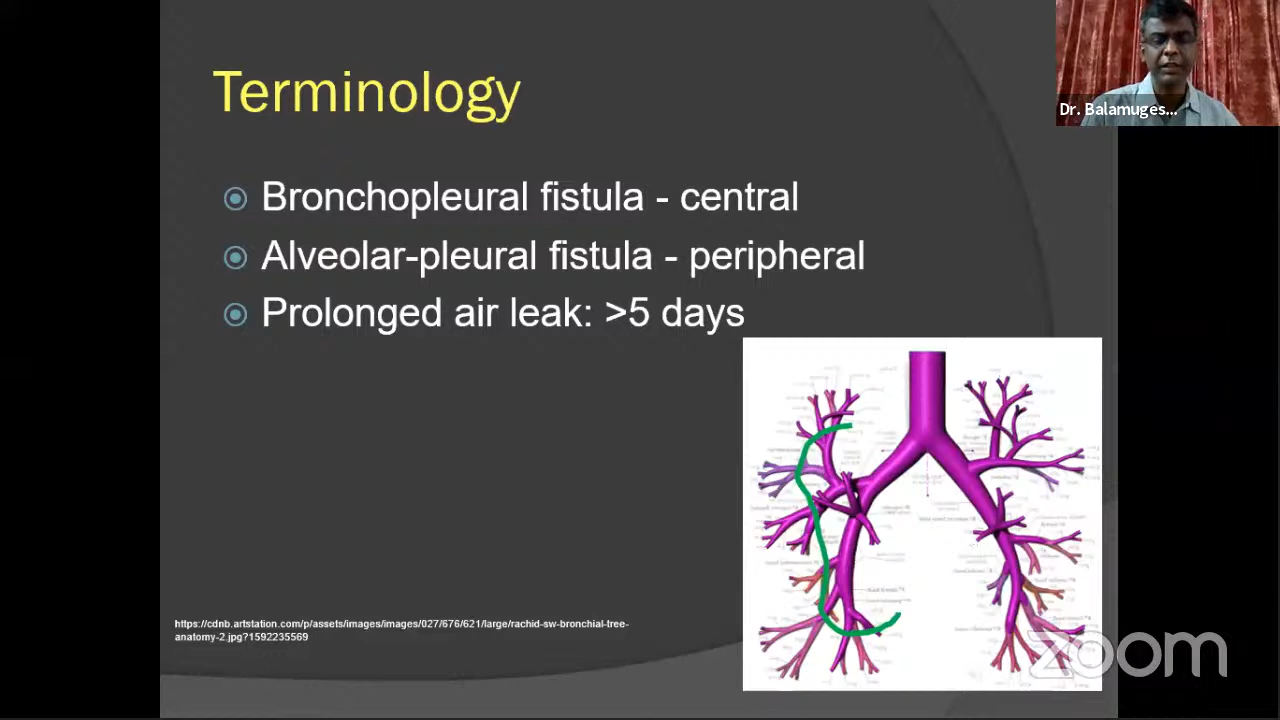 Terminology
Dr. Balamuges...
Bronchopleural fistula - central
Alveolar-pleural fistula - peripheral
Prolonged air leak: >5 days
https://cdnb.artstation.com/p/assets/images/images/027/676/621/large/rachid-sw-bronchial-tree-
anatomy-2.jpg?1592235569
zoom